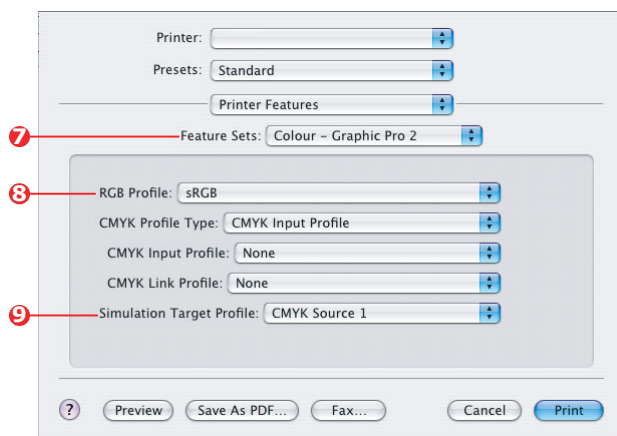 Printer:
Presets: Standard
Printer Features
7 Feature Sets: Colour – Graphic Pro 2
8 RGB Profile: sRGB
CMYK Profile Type: CMYK Input Profile
CMYK Input Profile: None
CMYK Link Profile: None
9 Simulation Target Profile: CMYK Source 1
? Preview Save As PDF... Fax... Cancel Print